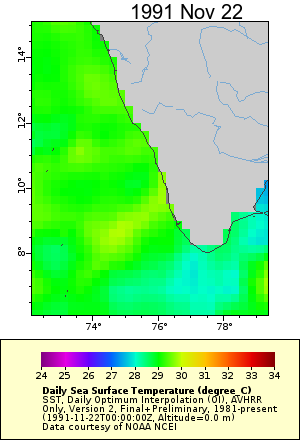 1991 Nov 22
14°
12°
10°
8°
74°
76°
78°
24 25 26 27 28 29 30 31 32 33 34
Daily Sea Surface Temperature (degree_C)
SST, Daily Optimum Interpolation (OI), AVHRR
Only, Version 2, Final+Preliminary, 1981-present
(1991-11-22T00:00:00Z, Altitude=0.0 m)
Data courtesy of NOAA NCEI